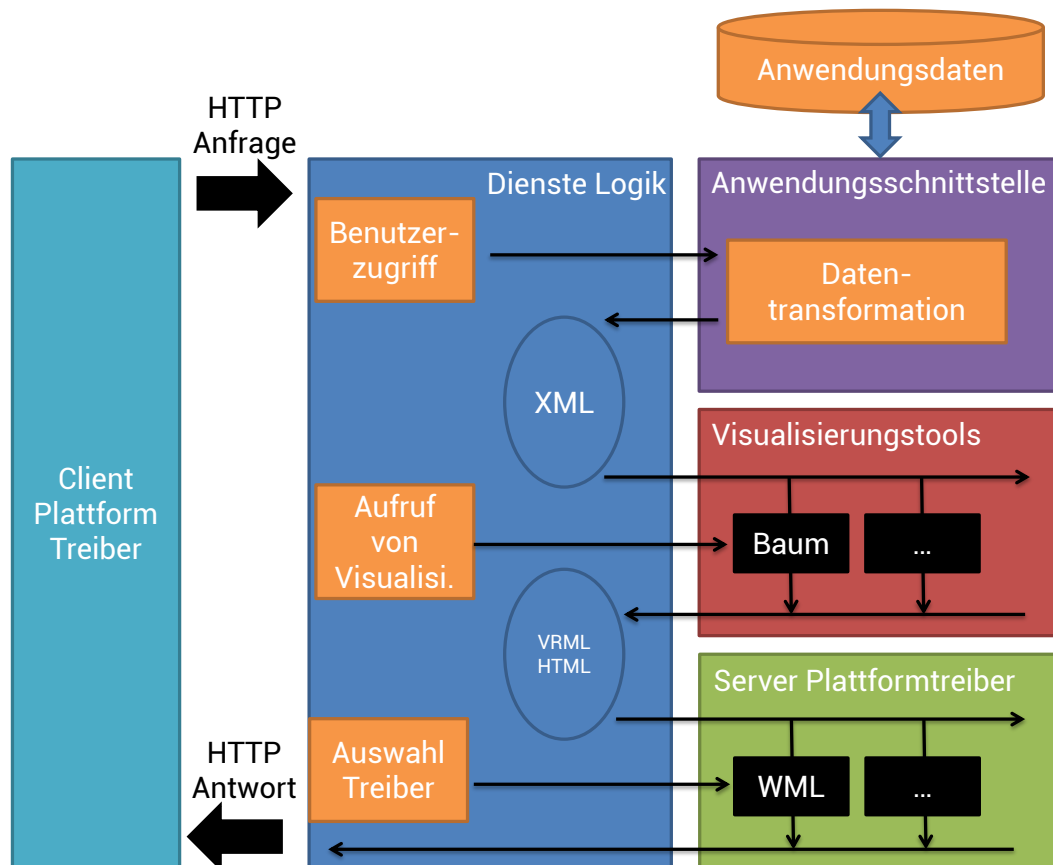 Anwendungsdaten
HTTP
Anfrage
Dienste Logik
Anwendungsschnittstelle
Benutzer-
zugriff
Daten-
transformation
XML
Visualisierungstools
Client
Plattform
Treiber
Aufruf
von
Visualisi.
Baum
...
VRML
HTML
Server Plattformtreiber
HTTP
Antwort
Auswahl
Treiber
WML
...